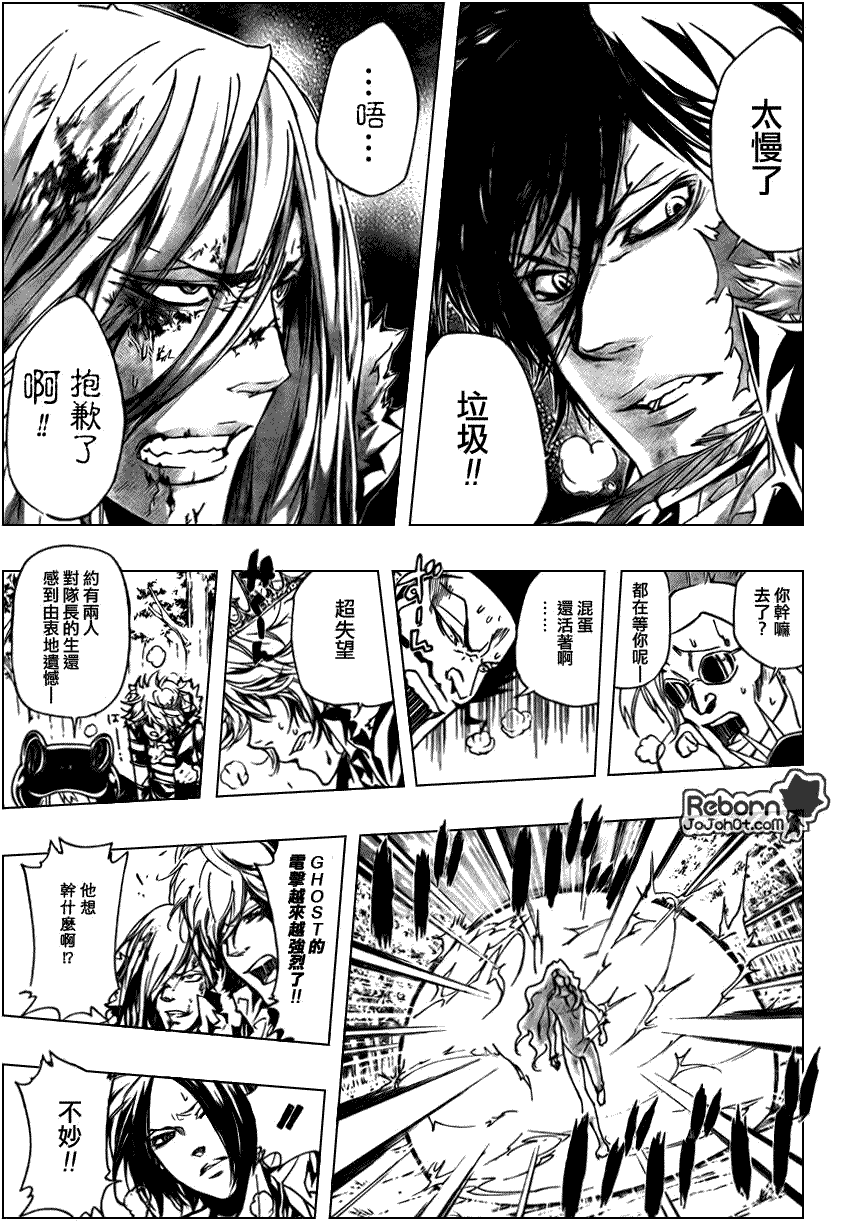 太慢了
垃圾!!
…唔…
抱歉了
啊!!
你幹嘛
去了?
都在等你呢—
混蛋
還活著啊
……
超失望
約有兩人
對隊長的生還
感到由衷地遺憾—
Reborn
JoJohot.com
GHOST的
電擊越來越強烈了!!
他想
幹什麼啊!?
不妙!!